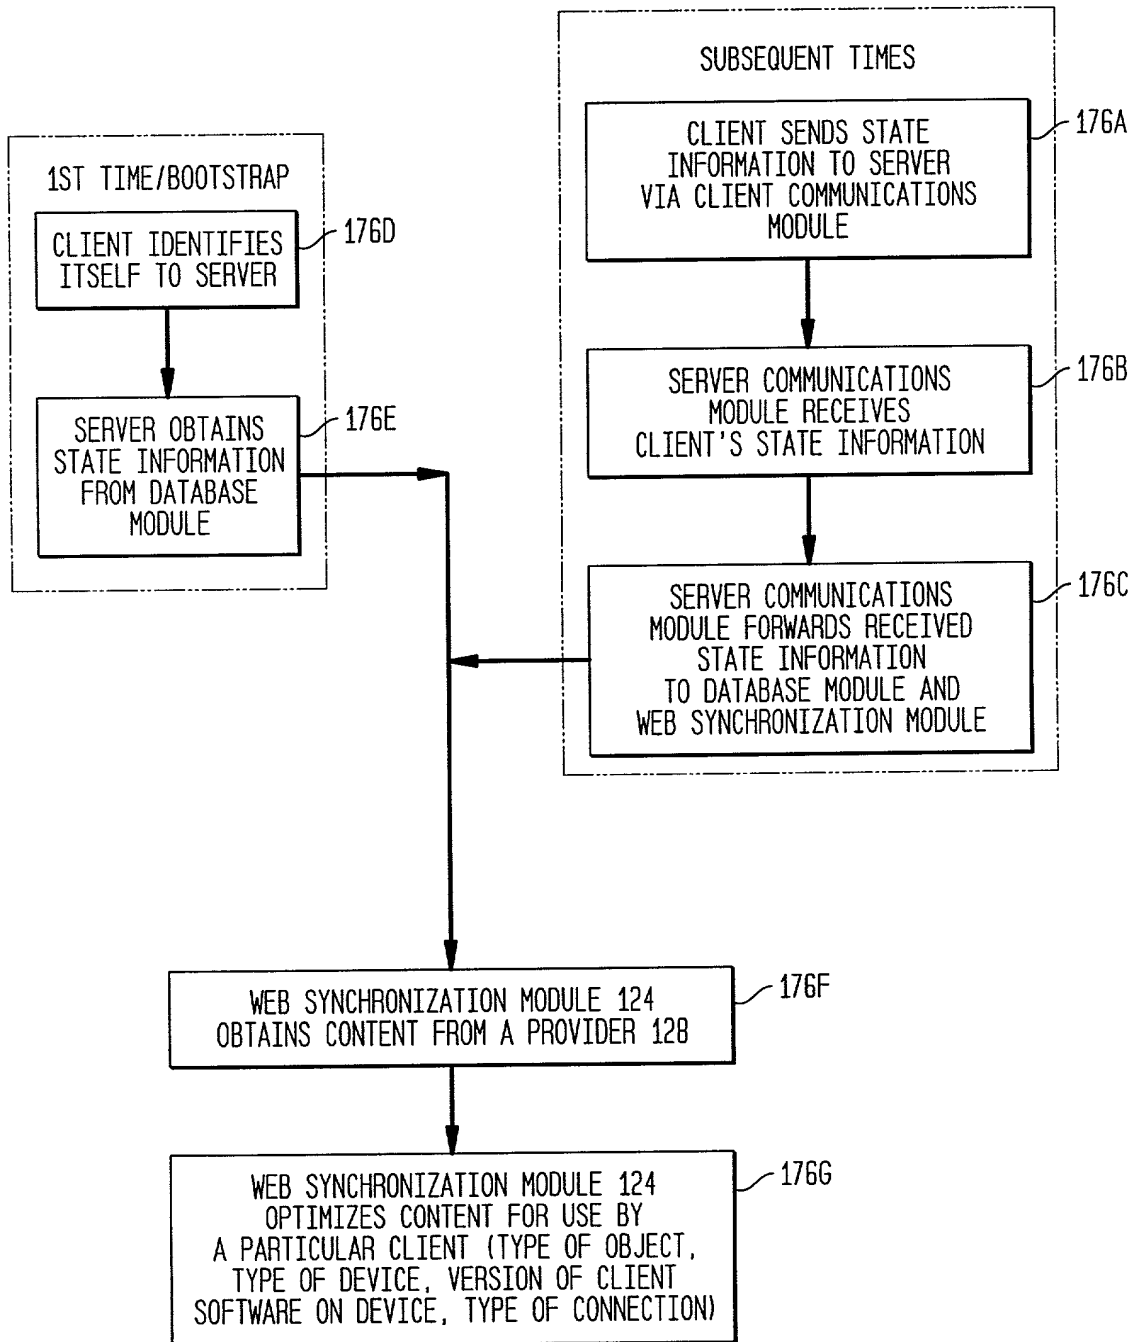 1ST TIME/BOOTSTRAP
CLIENT IDENTIFIES
ITSELF TO SERVER
176D
SERVER OBTAINS
STATE INFORMATION
FROM DATABASE
MODULE
176E
SUBSEQUENT TIMES
CLIENT SENDS STATE
INFORMATION TO SERVER
VIA CLIENT COMMUNICATIONS
MODULE
176A
SERVER COMMUNICATIONS
MODULE RECEIVES
CLIENT'S STATE INFORMATION
176B
SERVER COMMUNICATIONS
MODULE FORWARDS RECEIVED
STATE INFORMATION
TO DATABASE MODULE AND
WEB SYNCHRONIZATION MODULE
176C
WEB SYNCHRONIZATION MODULE 124
OBTAINS CONTENT FROM A PROVIDER 128
176F
WEB SYNCHRONIZATION MODULE 124
OPTIMIZES CONTENT FOR USE BY
A PARTICULAR CLIENT (TYPE OF OBJECT,
TYPE OF DEVICE, VERSION OF CLIENT
SOFTWARE ON DEVICE, TYPE OF CONNECTION)
176G